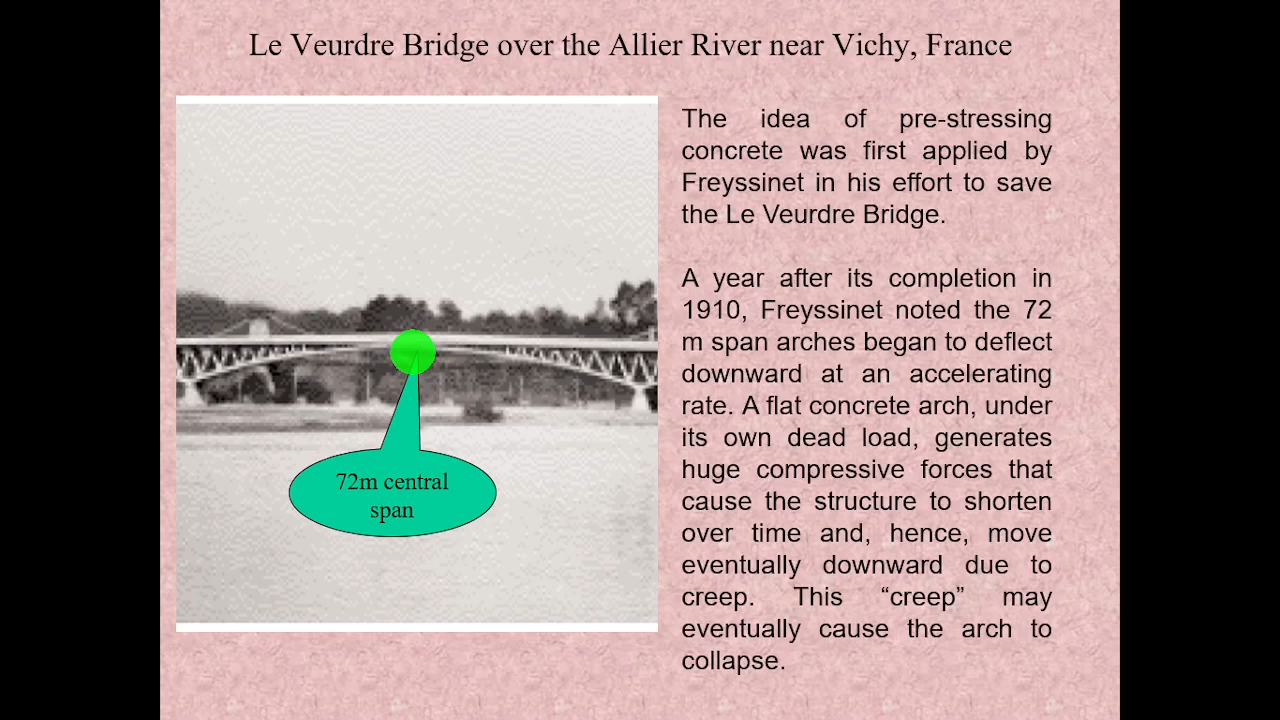 Le Veurdre Bridge over the Allier River near Vichy, France
The idea of pre-stressing
concrete was first applied by
Freyssinet in his effort to save
the Le Veurdre Bridge.
A year after its completion in
1910, Freyssinet noted the 72
m span arches began to deflect
downward at an accelerating
rate. A flat concrete arch, under
its own dead load, generates
huge compressive forces that
cause the structure to shorten
over time and, hence, move
eventually downward due to
creep. This “creep” may
eventually cause the arch to
collapse.
72m central
span